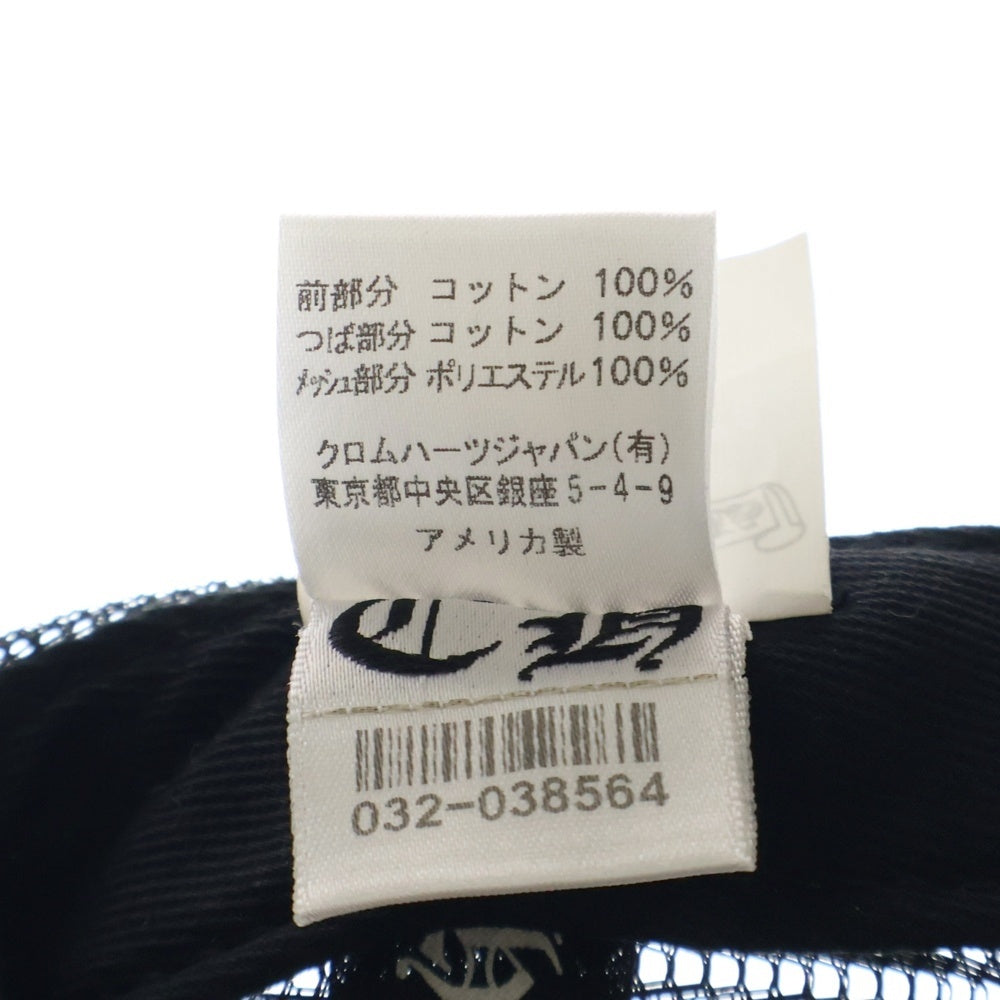 前部分 コットン 100%
つば部分 コットン 100%
メッシュ部分 ポリエステル 100%
クロムハーツジャパン(有)
東京都中央区銀座 5-4-9
アメリカ製
032-038564